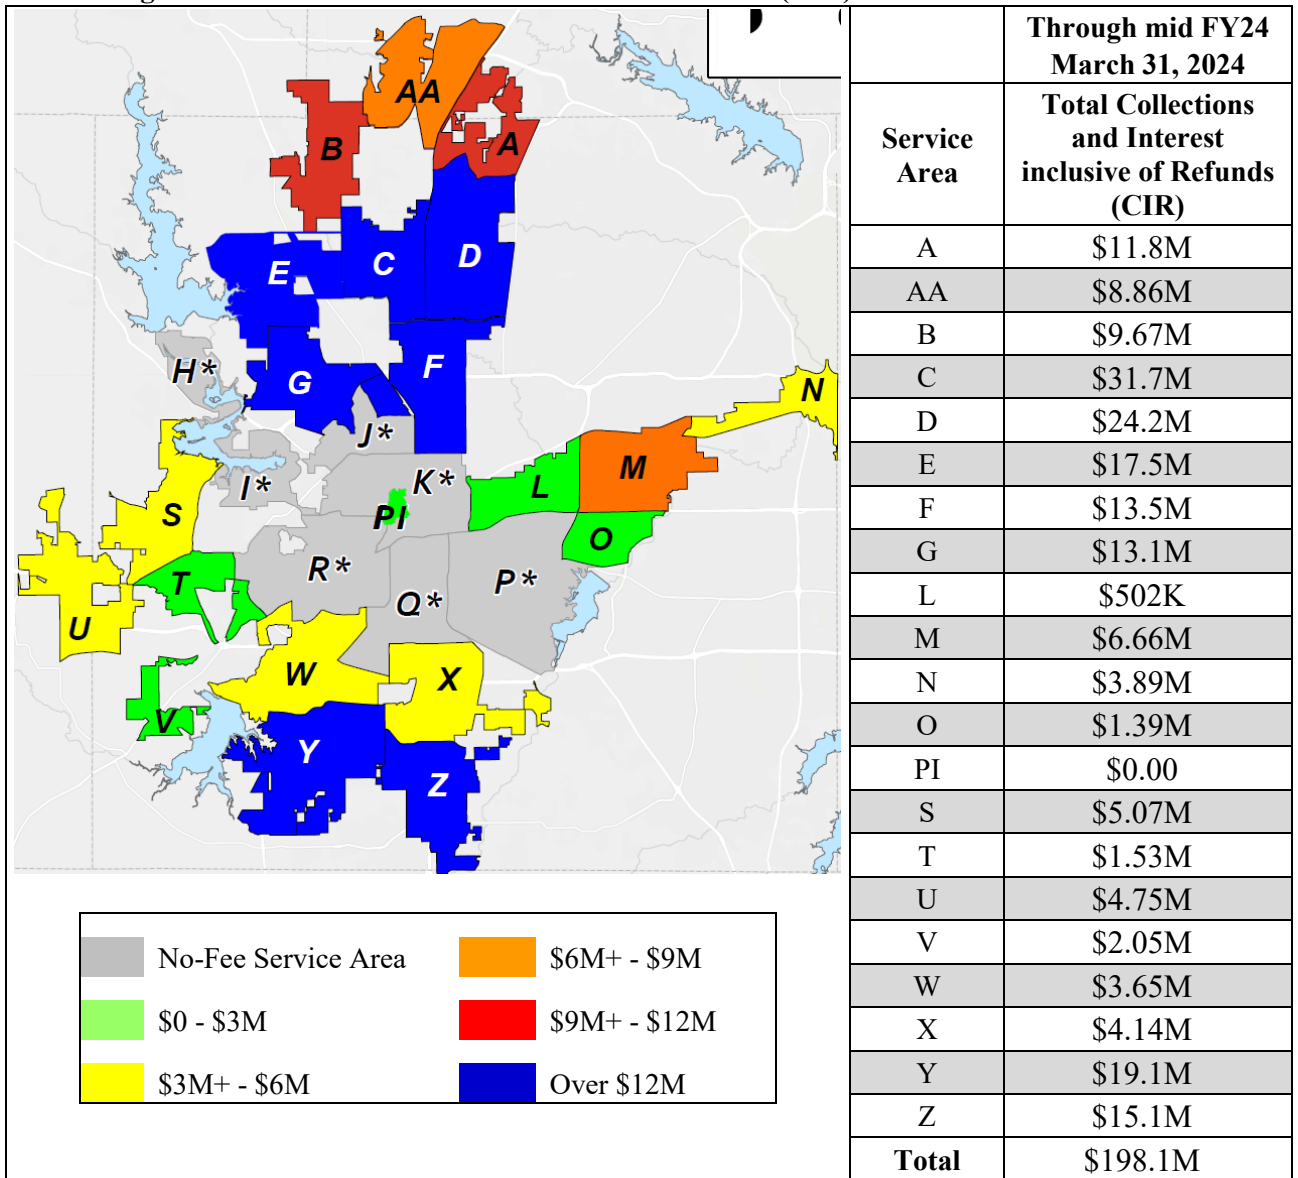 AA
A
B
E
C
D
H*
G
F
N
J*
I*
K*
L
M
S
PI
O
R*
P*
T
Q*
U
W
X
V
Y
Z
No-Fee Service Area
$0 - $3M
$3M+ - $6M
$6M+ - $9M
$9M+ - $12M
Over $12M
Service Area
Through mid FY24
March 31, 2024
Total Collections
and Interest
inclusive of Refunds
(CIR)
A $11.8M
AA $8.86M
B $9.67M
C $31.7M
D $24.2M
E $17.5M
F $13.5M
G $13.1M
L $502K
M $6.66M
N $3.89M
O $1.39M
PI $0.00
S $5.07M
T $1.53M
U $4.75M
V $2.05M
W $3.65M
X $4.14M
Y $19.1M
Z $15.1M
Total $198.1M